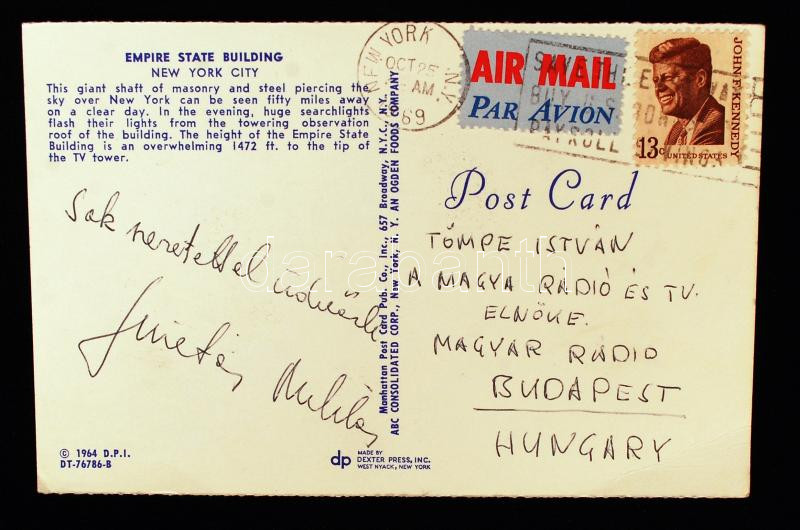 EMPIRE STATE BUILDING
NEW YORK CITY
This giant shaft of masonry and steel piercing the
sky over New York can be seen fifty miles away
on a clear day. In the evening, huge searchlights
flash their lights from the towering observation
roof of the building. The height of the Empire State
Building is an overwhelming 1472 ft. to the tip of
the TV tower.
Sok szeretettel üdvözli
Miklós
© 1964 D.P.I.
DT-76786-B
Manhattan Post Card Pub. Co., Inc., 657 Broadway, N.Y.C., N.Y.
ABC CONSOLIDATED CORP., New York, N. Y. AN OGDEN FOODS COMPANY
dp MADE BY
DEXTER PRESS, INC.
WEST NYACK, NEW YORK
NEW YORK N.Y.
OCT 25
AM
69
AIR MAIL
PAR AVION
BUY U.S.
PAYROLL
JOHN F. KENNEDY
13c UNITED STATES
Post Card
TÖMPE ISTVÁN
A MAGYA RÁDIÓ ÉS TV.
ELNÖKE.
MAGYAR RÁDIO
BUDAPEST
HUNGARY
darabanth